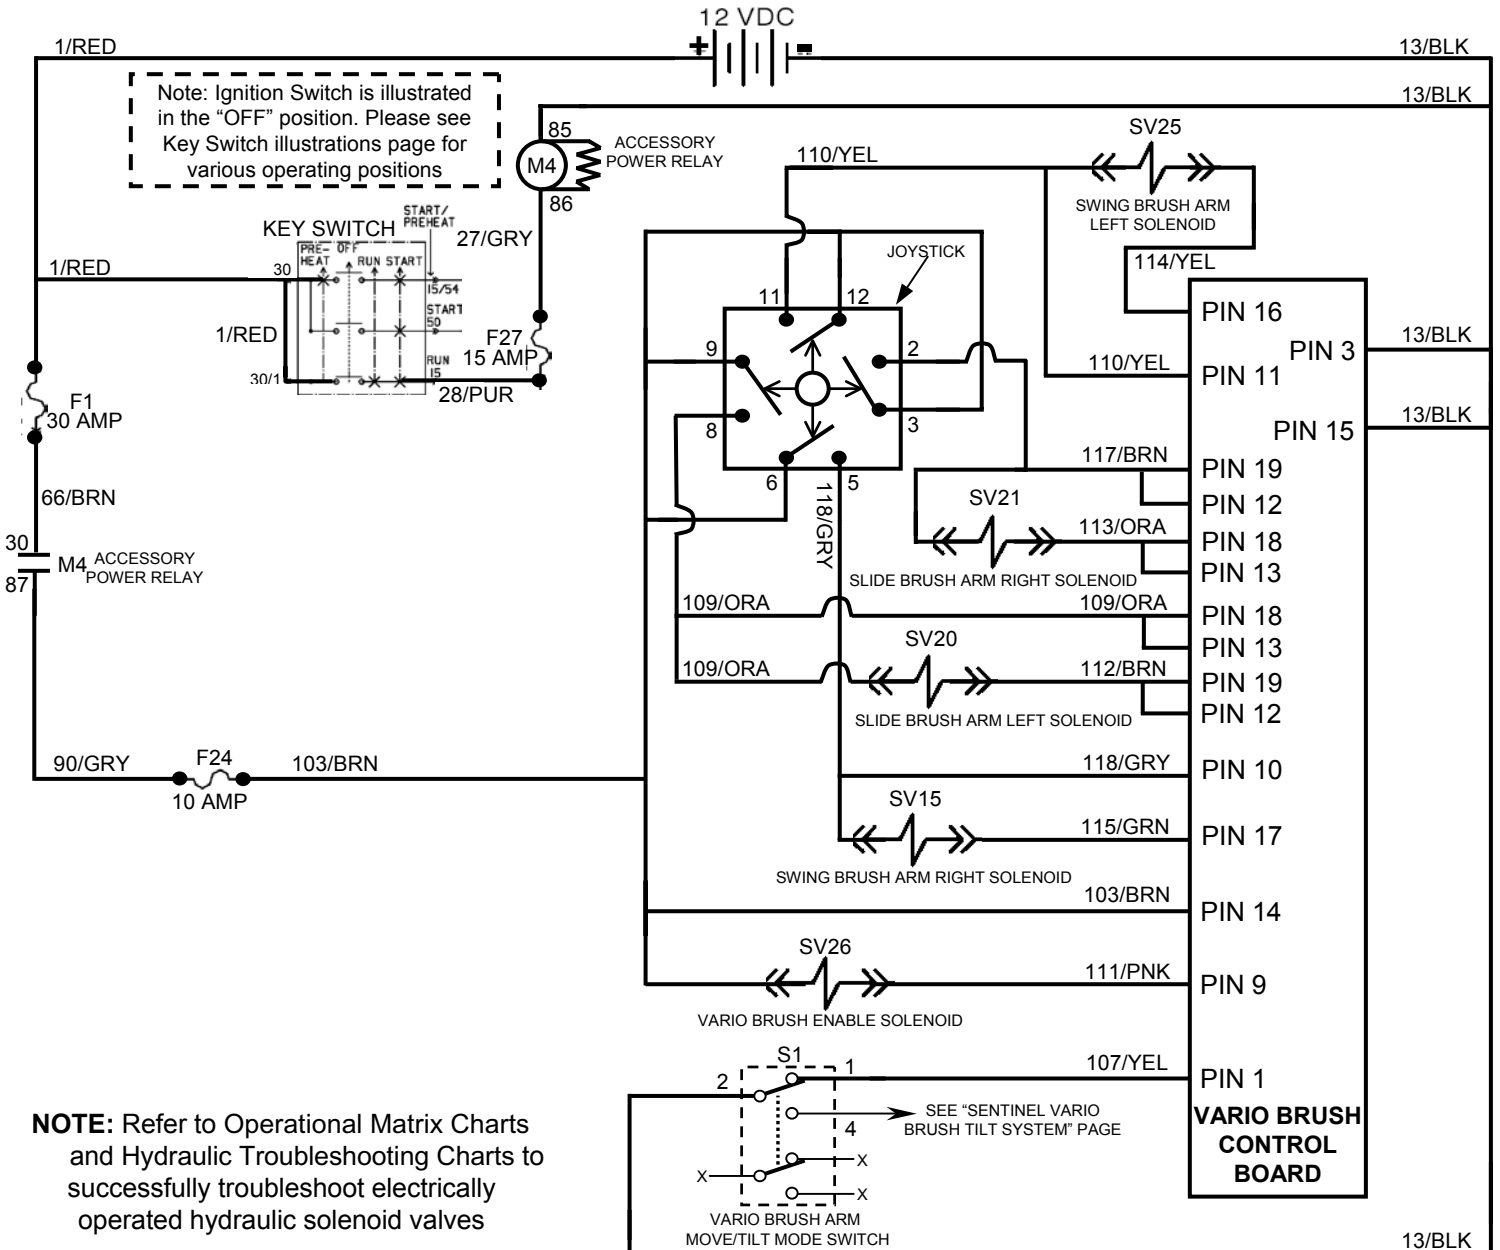 12 VDC
+
-
1/RED
13/BLK
13/BLK
Note: Ignition Switch is illustrated
in the “OFF” position. Please see
Key Switch illustrations page for
various operating positions
85
M4
86
ACCESSORY
POWER RELAY
110/YEL
SV25
SWING BRUSH ARM
LEFT SOLENOID
114/YEL
KEY SWITCH
START/
PREHEAT
27/GRY
PRE-
HEAT
OFF
RUN
START
1/RED
30
15/54
START
50
1/RED
RUN
15
30/1
28/PUR
F27
15 AMP
JOYSTICK
11
12
9
2
8
3
6
5
PIN 16
PIN 3
13/BLK
110/YEL
PIN 11
PIN 15
13/BLK
F1
30 AMP
117/BRN
PIN 19
PIN 12
66/BRN
118/GRY
SV21
113/ORA
PIN 18
PIN 13
SLIDE BRUSH ARM RIGHT SOLENOID
30
M4
87
ACCESSORY
POWER RELAY
109/ORA
109/ORA
PIN 18
PIN 13
SV20
109/ORA
112/BRN
PIN 19
PIN 12
SLIDE BRUSH ARM LEFT SOLENOID
90/GRY
F24
10 AMP
103/BRN
118/GRY
PIN 10
SV15
115/GRN
PIN 17
SWING BRUSH ARM RIGHT SOLENOID
103/BRN
PIN 14
SV26
111/PNK
PIN 9
VARIO BRUSH ENABLE SOLENOID
S1
2
1
107/YEL
PIN 1
4
SEE “SENTINEL VARIO
BRUSH TILT SYSTEM” PAGE
X
X
X
VARIO BRUSH ARM
MOVE/TILT MODE SWITCH
VARIO BRUSH
CONTROL
BOARD
NOTE: Refer to Operational Matrix Charts
and Hydraulic Troubleshooting Charts to
successfully troubleshoot electrically
operated hydraulic solenoid valves
13/BLK